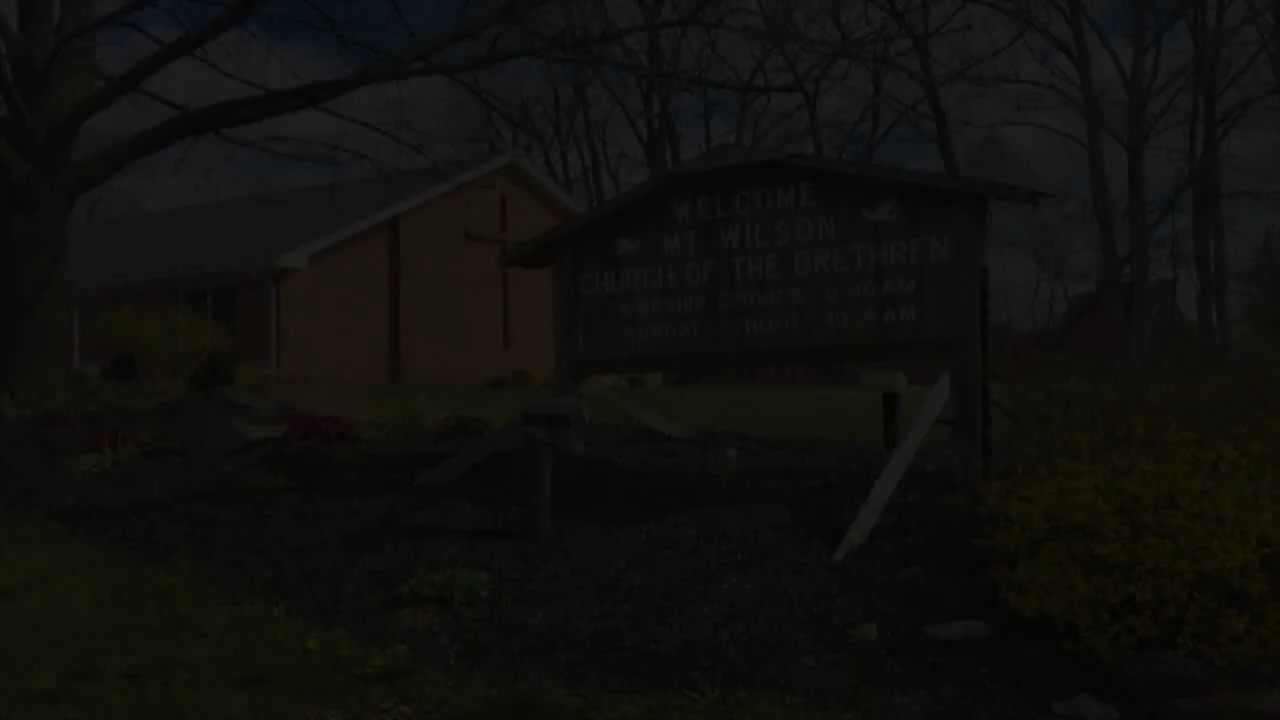 WELCOME
MT. WILSON
CHURCH OF THE BRETHREN
WORSHIP SERVICE AM
SUNDAY SCHOOL AM